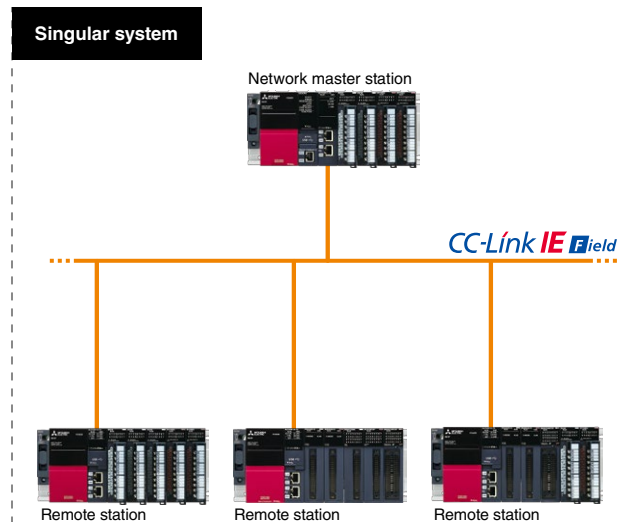 Singular system
Network master station
CC-Link IE Field
Remote station
Remote station
Remote station